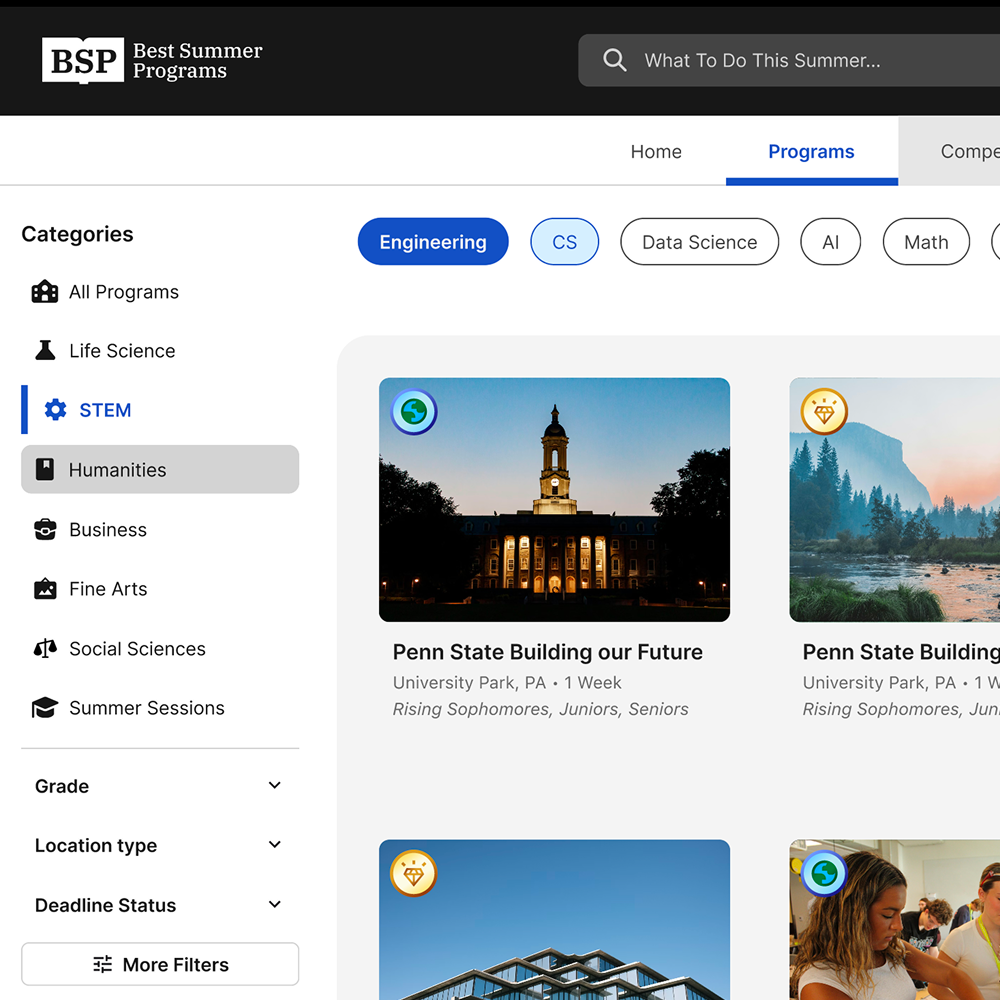 BSP
Best Summer
Programs
What To Do This Summer...
Home
Programs
Compe
Categories
All Programs
Life Science
STEM
Humanities
Business
Fine Arts
Social Sciences
Summer Sessions
Grade
Location type
Deadline Status
More Filters
Engineering
CS
Data Science
AI
Math
Penn State Building our Future
University Park, PA • 1 Week
Rising Sophomores, Juniors, Seniors
Penn State Building
University Park, PA • 1 W
Rising Sophomores, Jun